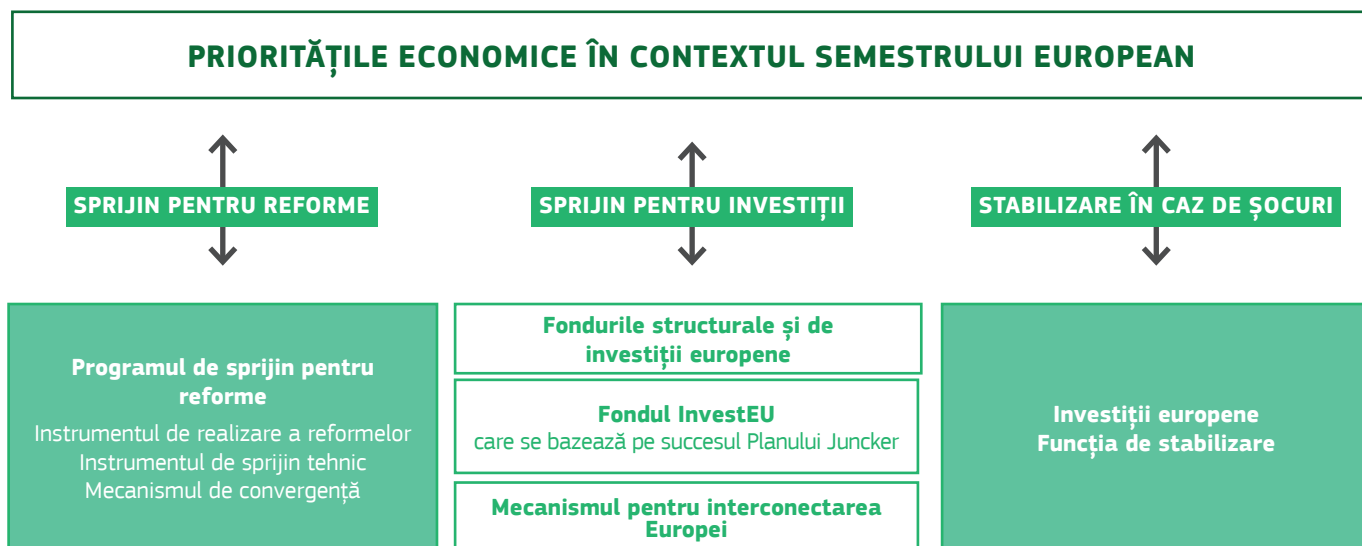 PRIORITĂȚILE ECONOMICE ÎN CONTEXTUL SEMESTRULUI EUROPEAN
SPRIJIN PENTRU REFORME
SPRIJIN PENTRU INVESTIȚII
STABILIZARE ÎN CAZ DE ȘOCURI
Programul de sprijin pentru
reforme
Instrumentul de realizare a reformelor
Instrumentul de sprijin tehnic
Mecanismul de convergență
Fondurile structurale și de
investiții europene
Fondul InvestEU
care se bazează pe succesul Planului Juncker
Mecanismul pentru interconectarea
Europei
Investiții europene
Funcția de stabilizare